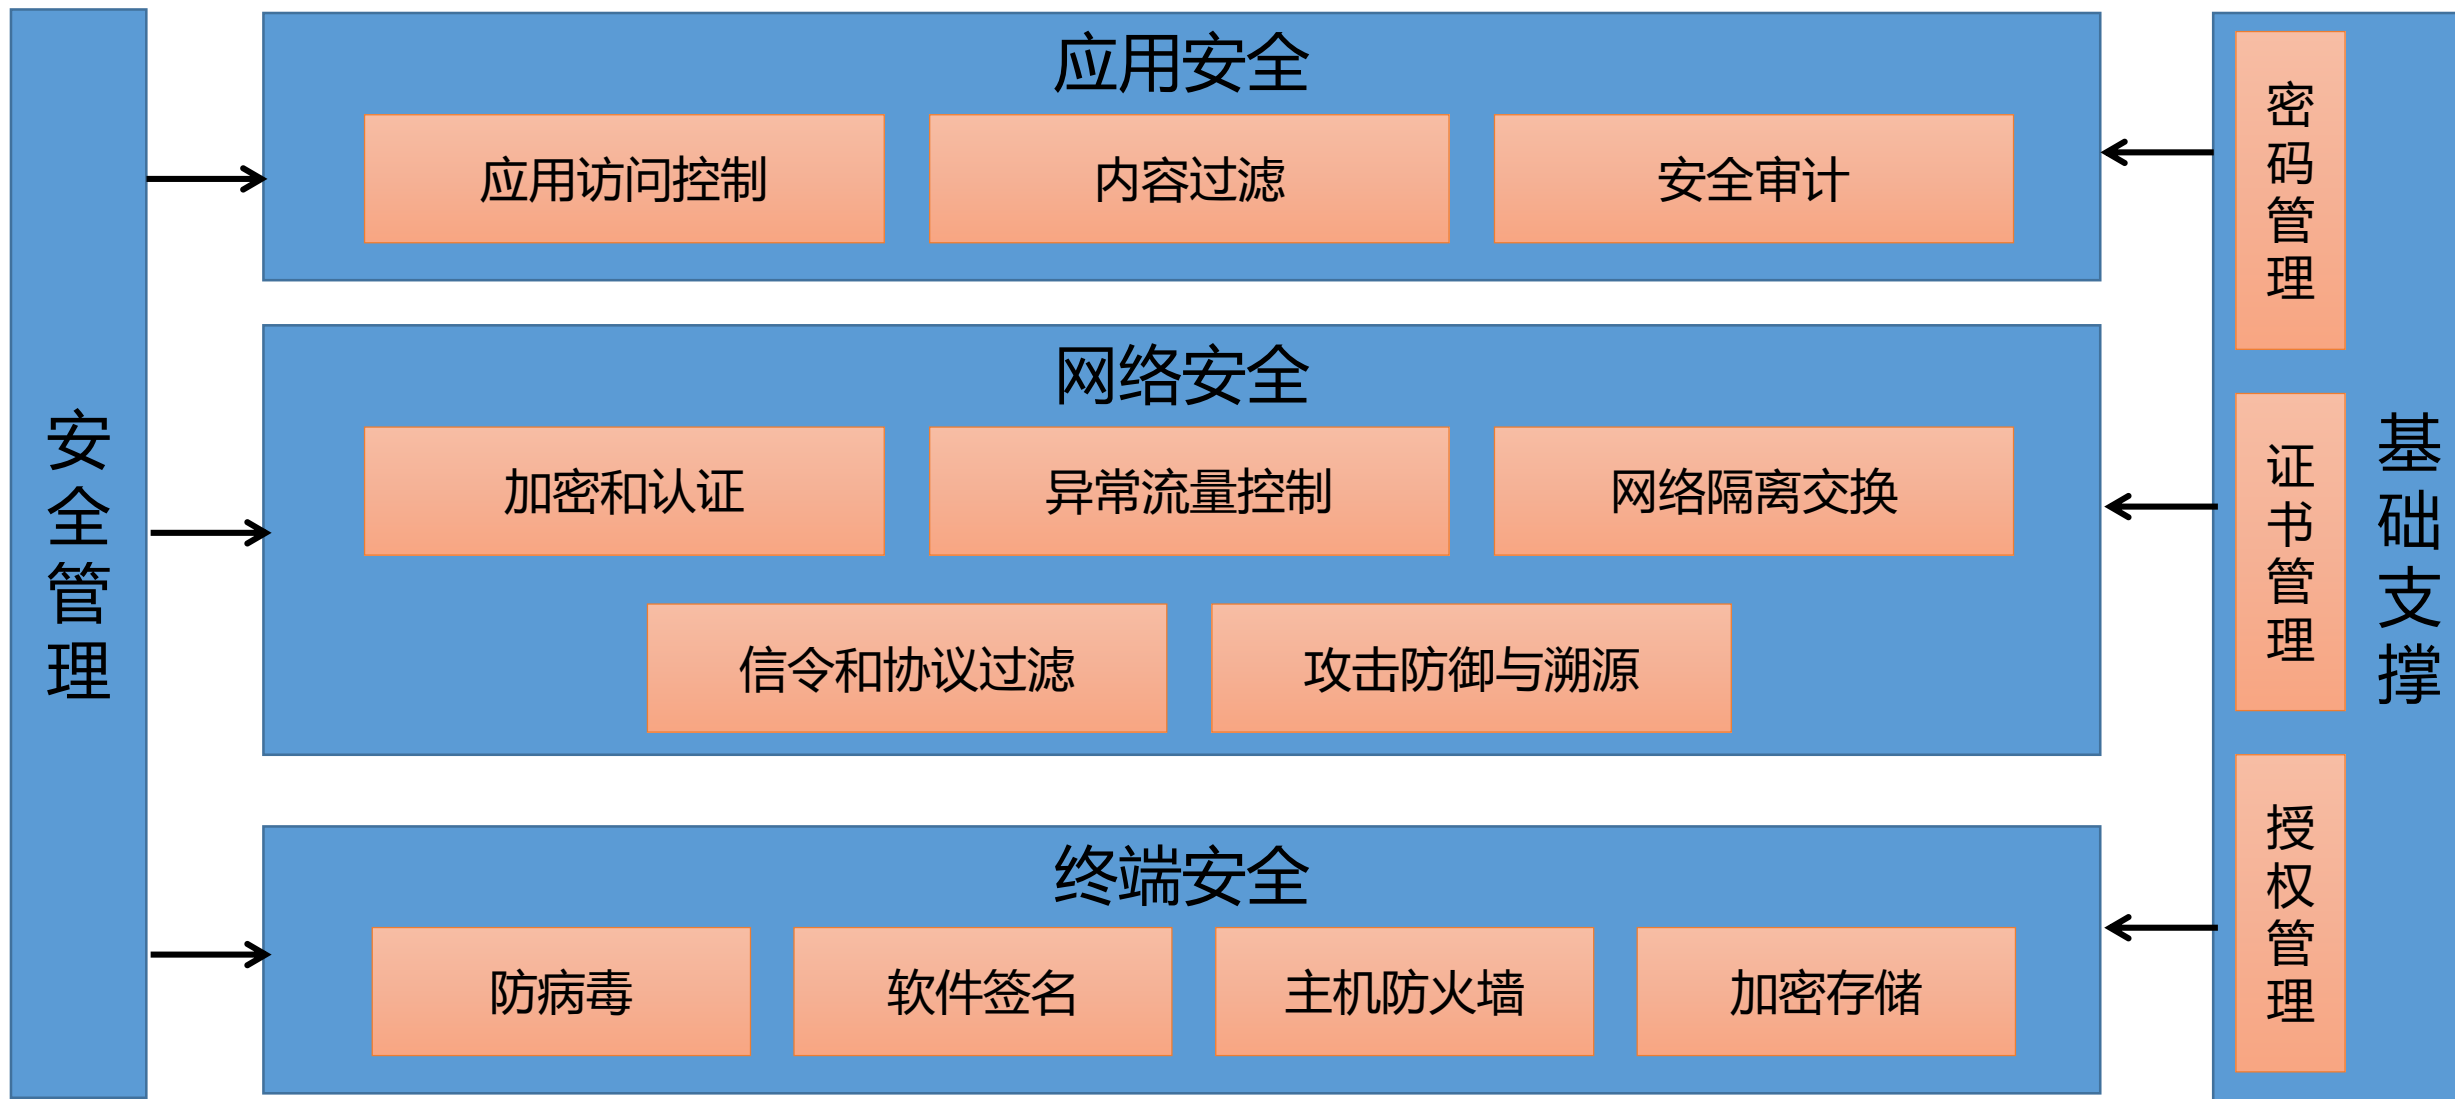 安全管理
应用安全
应用访问控制
内容过滤
安全审计
网络安全
加密和认证
异常流量控制
网络隔离交换
信令和协议过滤
攻击防御与溯源
终端安全
防病毒
软件签名
主机防火墙
加密存储
密码管理
证书管理
授权管理
基础支撑